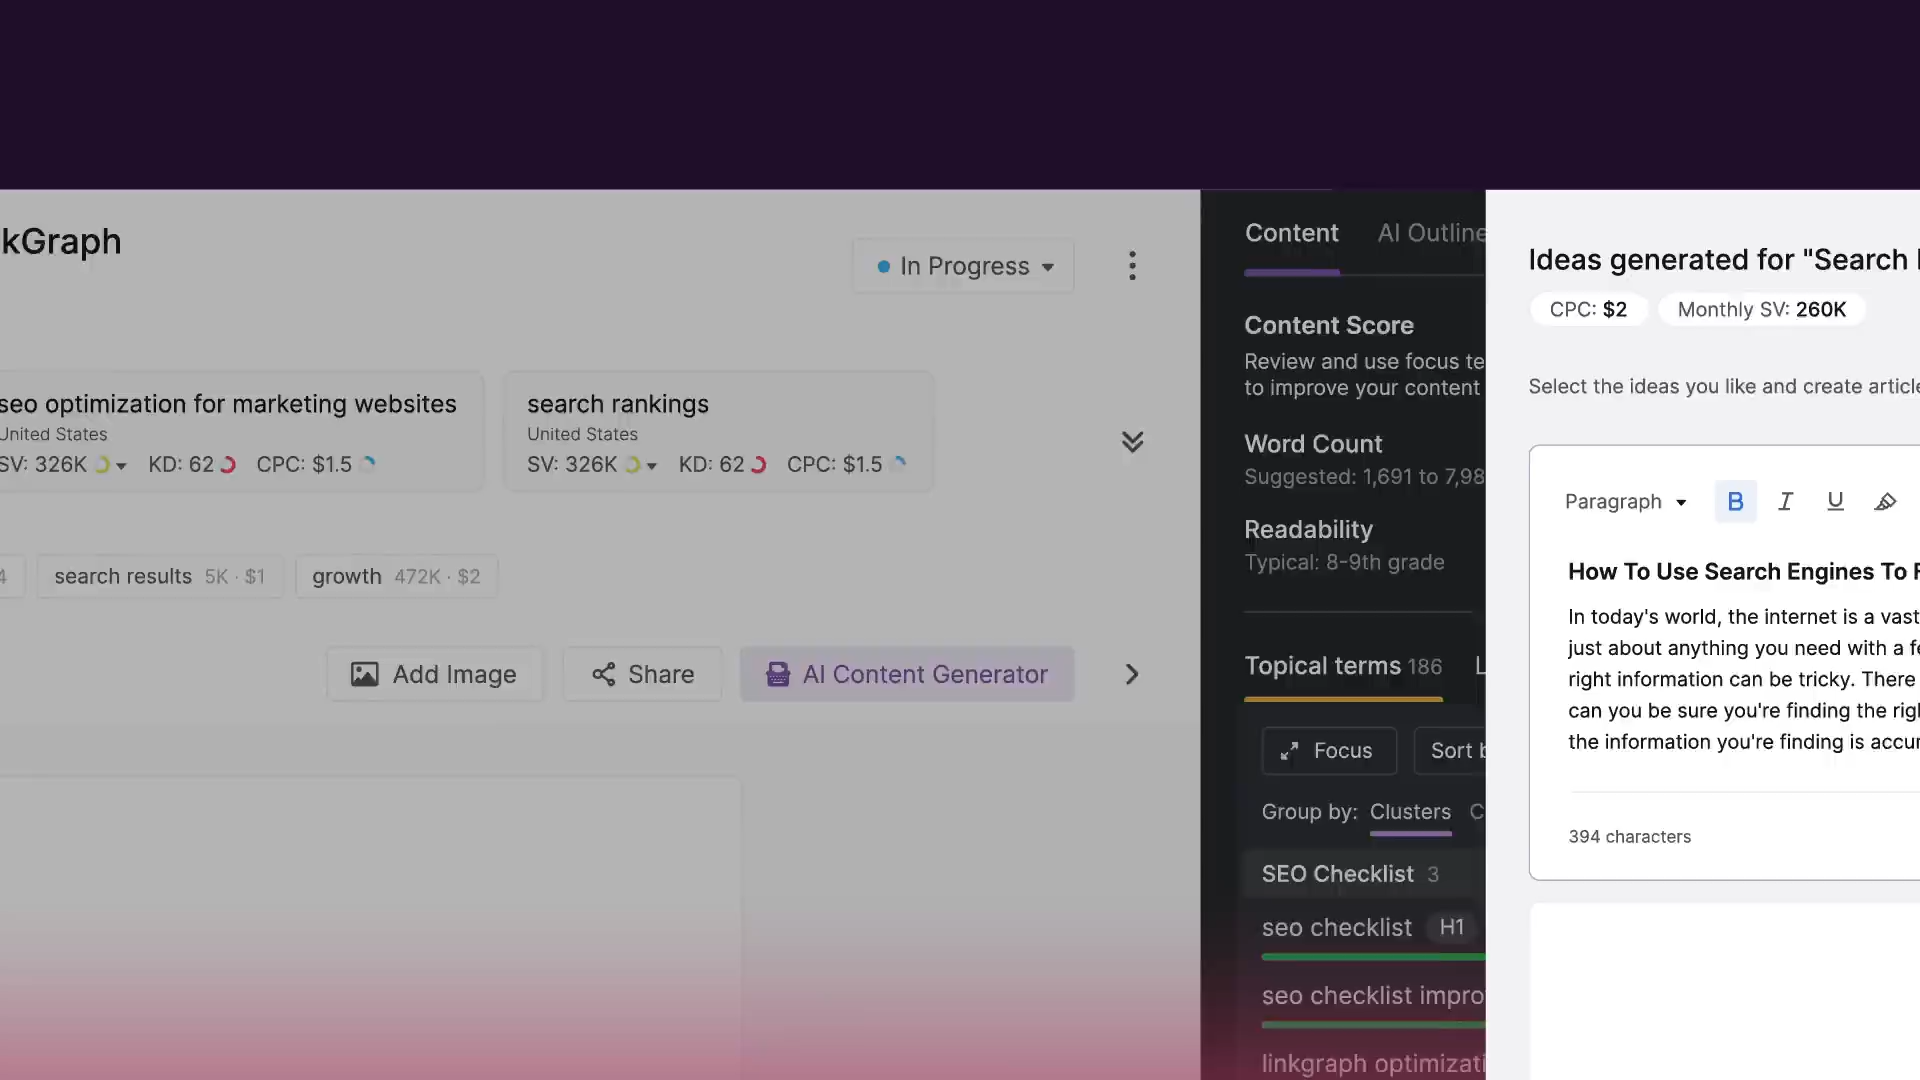 kGraph
In Progress
seo optimization for marketing websites
United States
SV: 326K KD: 62 CPC: $1.5
search rankings
United States
SV: 326K KD: 62 CPC: $1.5
4
search results 5K · $1
growth 472K · $2
Add Image
Share
AI Content Generator
Content AI Outline
Content Score
Review and use focus te
to improve your content
Word Count
Suggested: 1,691 to 7,98
Readability
Typical: 8-9th grade
Topical terms 186 L
Focus
Sort b
Group by: Clusters C
SEO Checklist 3
seo checklist H1
seo checklist impro
linkgraph optimizati
Ideas generated for "Search
CPC: $2 Monthly SV: 260K
Select the ideas you like and create article
Paragraph B I U
How To Use Search Engines To F
In today's world, the internet is a vast
just about anything you need with a fe
right information can be tricky. There
can you be sure you're finding the righ
the information you're finding is accur
394 characters